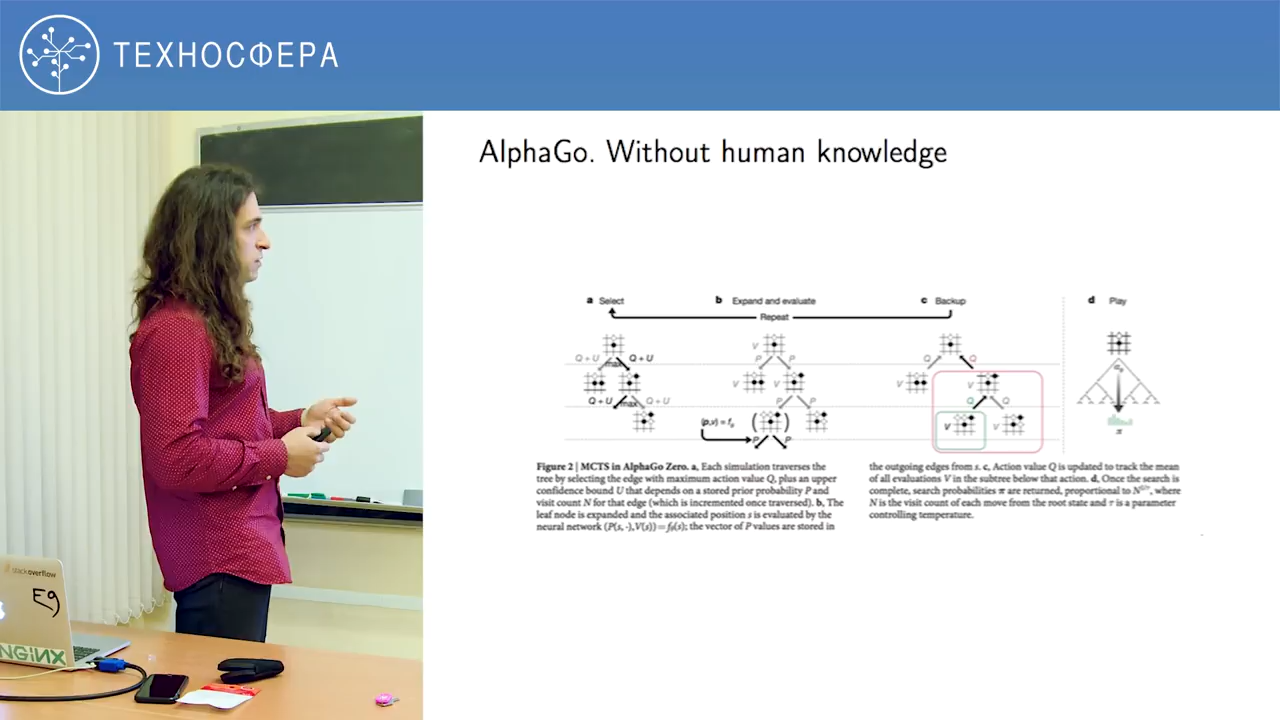 ТЕХНОСФЕРА
AlphaGo. Without human knowledge
a Select
b Expand and evaluate
c Backup
d Play
Repeat
Q + U
Q + U
max
Q + U
max
Q + U
V
P
P
V
V
P
P
(p,v) = fθ
P
P
Q
Q
V
V
Q
Q
V
V
π
Figure 2 | MCTS in AlphaGo Zero. a, Each simulation traverses the
tree by selecting the edge with maximum action value Q, plus an upper
confidence bound U that depends on a stored prior probability P and
visit count N for that edge (which is incremented once traversed). b, The
leaf node is expanded and the associated position s is evaluated by the
neural network (P(s, ·),V(s)) = fθ(s); the vector of P values are stored in
the outgoing edges from s. c, Action value Q is updated to track the mean
of all evaluations V in the subtree below that action. d, Once the search is
complete, search probabilities π are returned, proportional to N^1/τ, where
N is the visit count of each move from the root state and τ is a parameter
controlling temperature.
stackoverflow
E9
NGiNX